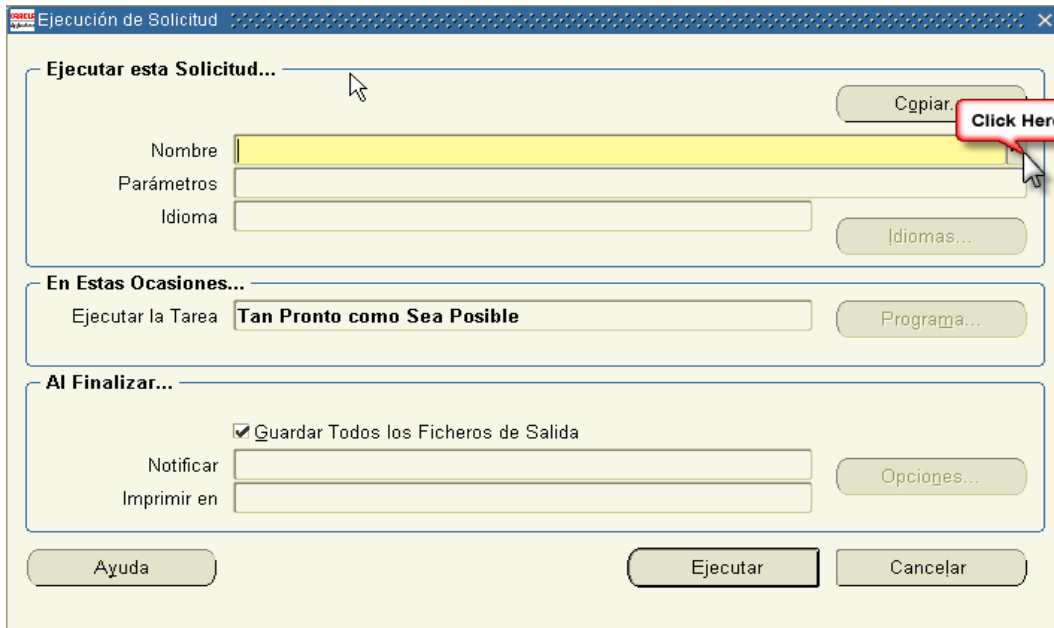 ORACLE
Ejecución de Solicitud
Ejecutar esta Solicitud...
Copiar.
Click Here
Nombre
Parámetros
Idioma
Idiomas...
En Estas Ocasiones...
Ejecutar la Tarea Tan Pronto como Sea Posible
Programa...
Al Finalizar...
Guardar Todos los Ficheros de Salida
Notificar
Opciones...
Imprimir en
Ayuda Ejecutar Cancelar